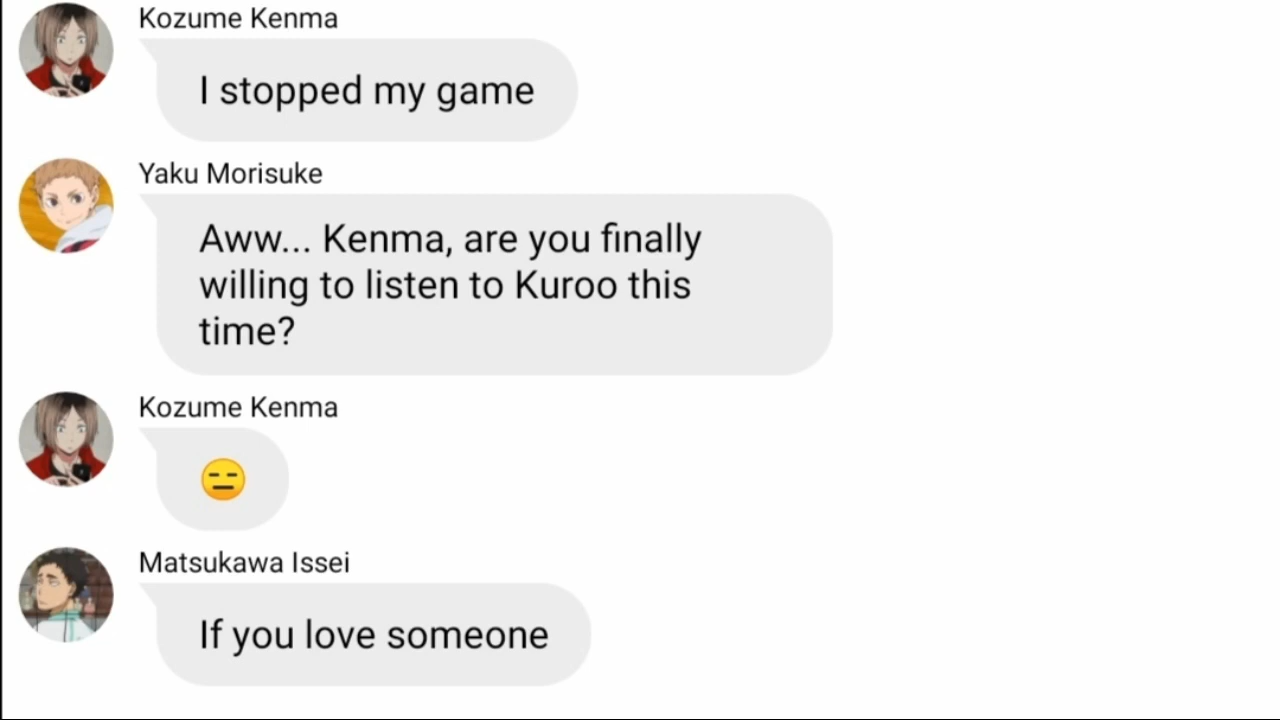 Kozume Kenma
I stopped my game
Yaku Morisuke
Aww... Kenma, are you finally
willing to listen to Kuroo this
time?
Kozume Kenma
😑
Matsukawa Issei
If you love someone